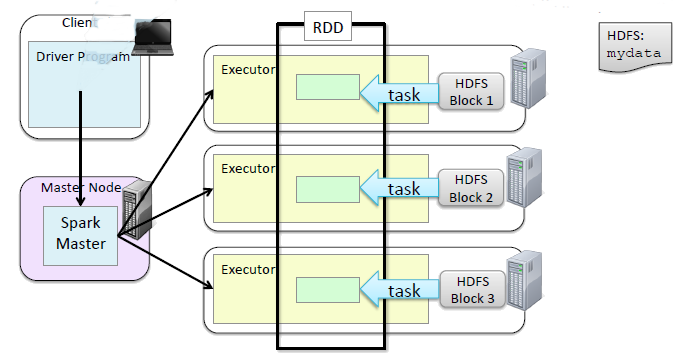 Client
Driver Program
Master Node
Spark
Master
RDD
Executor
task
HDFS
Block 1
Executor
task
HDFS
Block 2
Executor
task
HDFS
Block 3
HDFS:
mydata